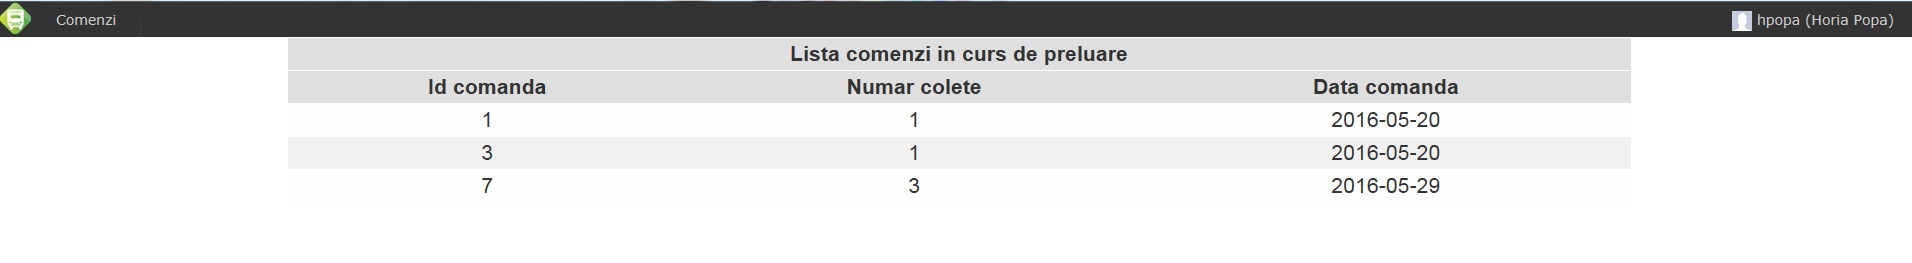 Comenzi hpopa (Horia Popa)
Lista comenzi in curs de preluare
Id comanda Numar colete Data comanda
1 1 2016-05-20
3 1 2016-05-20
7 3 2016-05-29